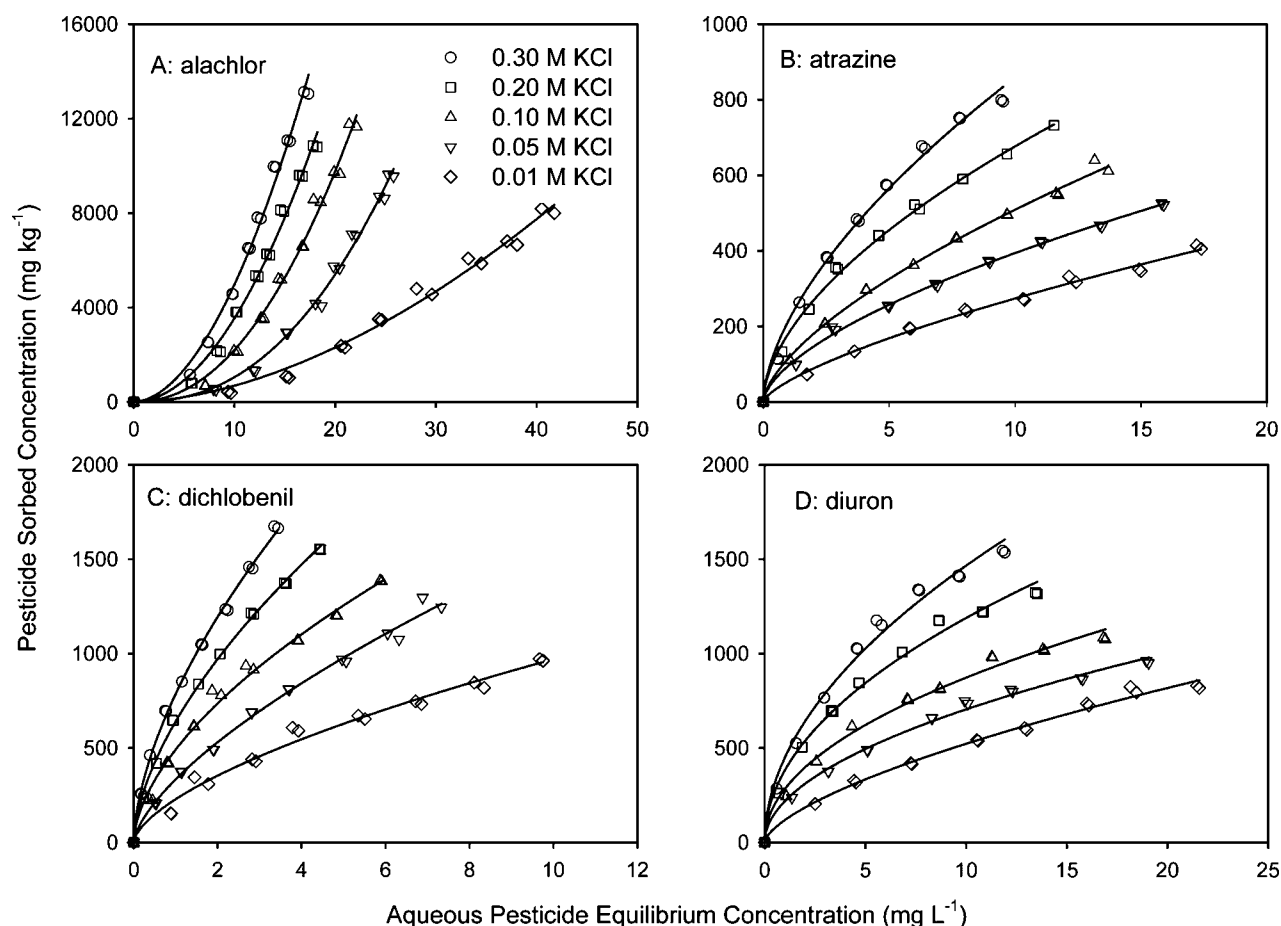 Pesticide Sorbed Concentration (mg kg⁻¹)
16000
12000
8000
4000
0
A: alachlor
0.30 M KCl
0.20 M KCl
0.10 M KCl
0.05 M KCl
0.01 M KCl
0 10 20 30 40 50
1000
800
600
400
200
0
B: atrazine
0 5 10 15 20
2000
1500
1000
500
0
C: dichlobenil
0 2 4 6 8 10 12
2000
1500
1000
500
0
D: diuron
0 5 10 15 20 25
Aqueous Pesticide Equilibrium Concentration (mg L⁻¹)